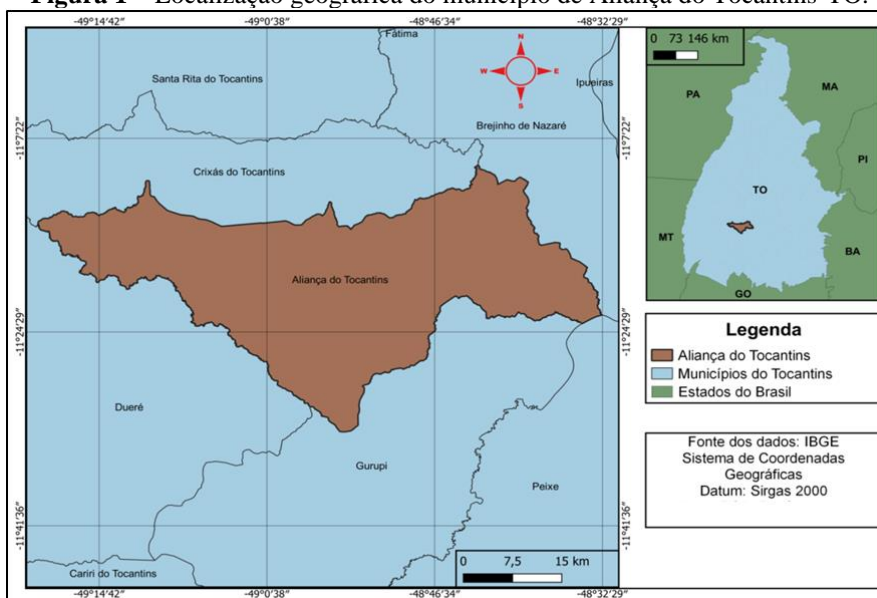 Figura 1 – Localização geográfica do município de Aliança do Tocantins-TO.
-49°14′42″ -49°0′38″ -48°46′34″ -48°32′29″
Fátima
N
W E
S
Santa Rita do Tocantins
Ipueiras
Brejinho de Nazaré
-11°7′22″ -11°7′22″
Crixás do Tocantins
Aliança do Tocantins
-11°24′29″ -11°24′29″
Dueré
Gurupi
Peixe
-11°41′36″ -11°41′36″
Cariri do Tocantins
0 7,5 15 km
-49°14′42″ -49°0′38″ -48°46′34″ -48°32′29″
0 73 146 km
PA
MA
PI
TO
MT
BA
GO
Legenda
Aliança do Tocantins
Municípios do Tocantins
Estados do Brasil
Fonte dos dados: IBGE
Sistema de Coordenadas
Geográficas
Datum: Sirgas 2000